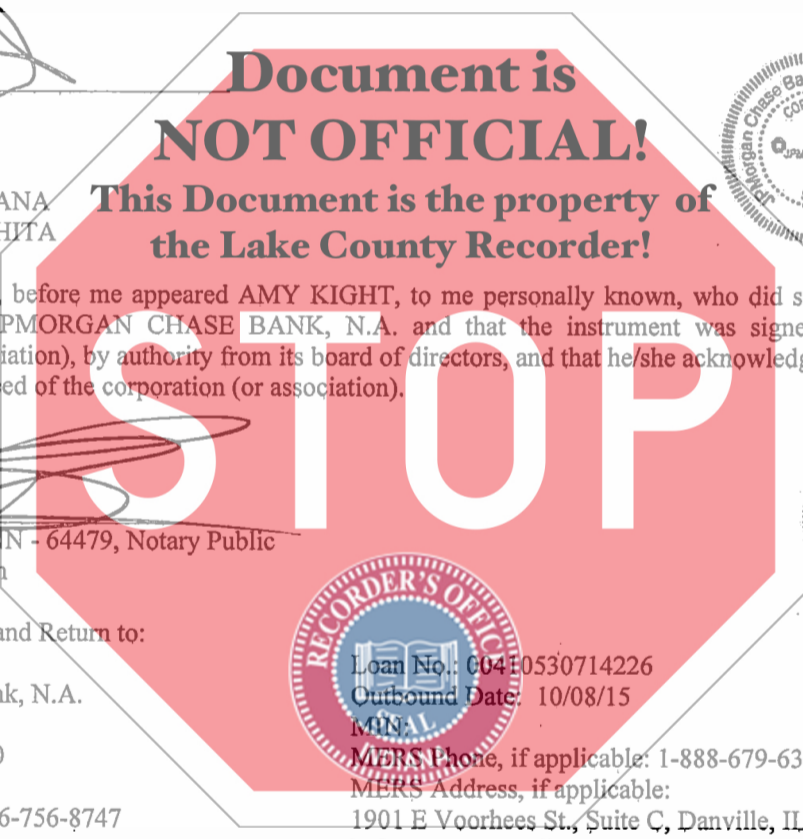 Document is
NOT OFFICIAL!
This Document is the property of
the Lake County Recorder!
ANA
HITA
, before me appeared AMY KIGHT, to me personally known, who did s
PMORGAN CHASE BANK, N.A. and that the instrument was signe
iation), by authority from its board of directors, and that he/she acknowledg
ed of the corporation (or association).
STOP
N - 64479, Notary Public
and Return to:
nk, N.A.
6-756-8747
RECORDER'S OFFICE
SEAL
Loan No.: 00410530714226
Outbound Date: 10/08/15
MIN:
MERS Phone, if applicable: 1-888-679-63
MERS Address, if applicable:
1901 E Voorhees St., Suite C, Danville, IL
JPMorgan Chase Ba